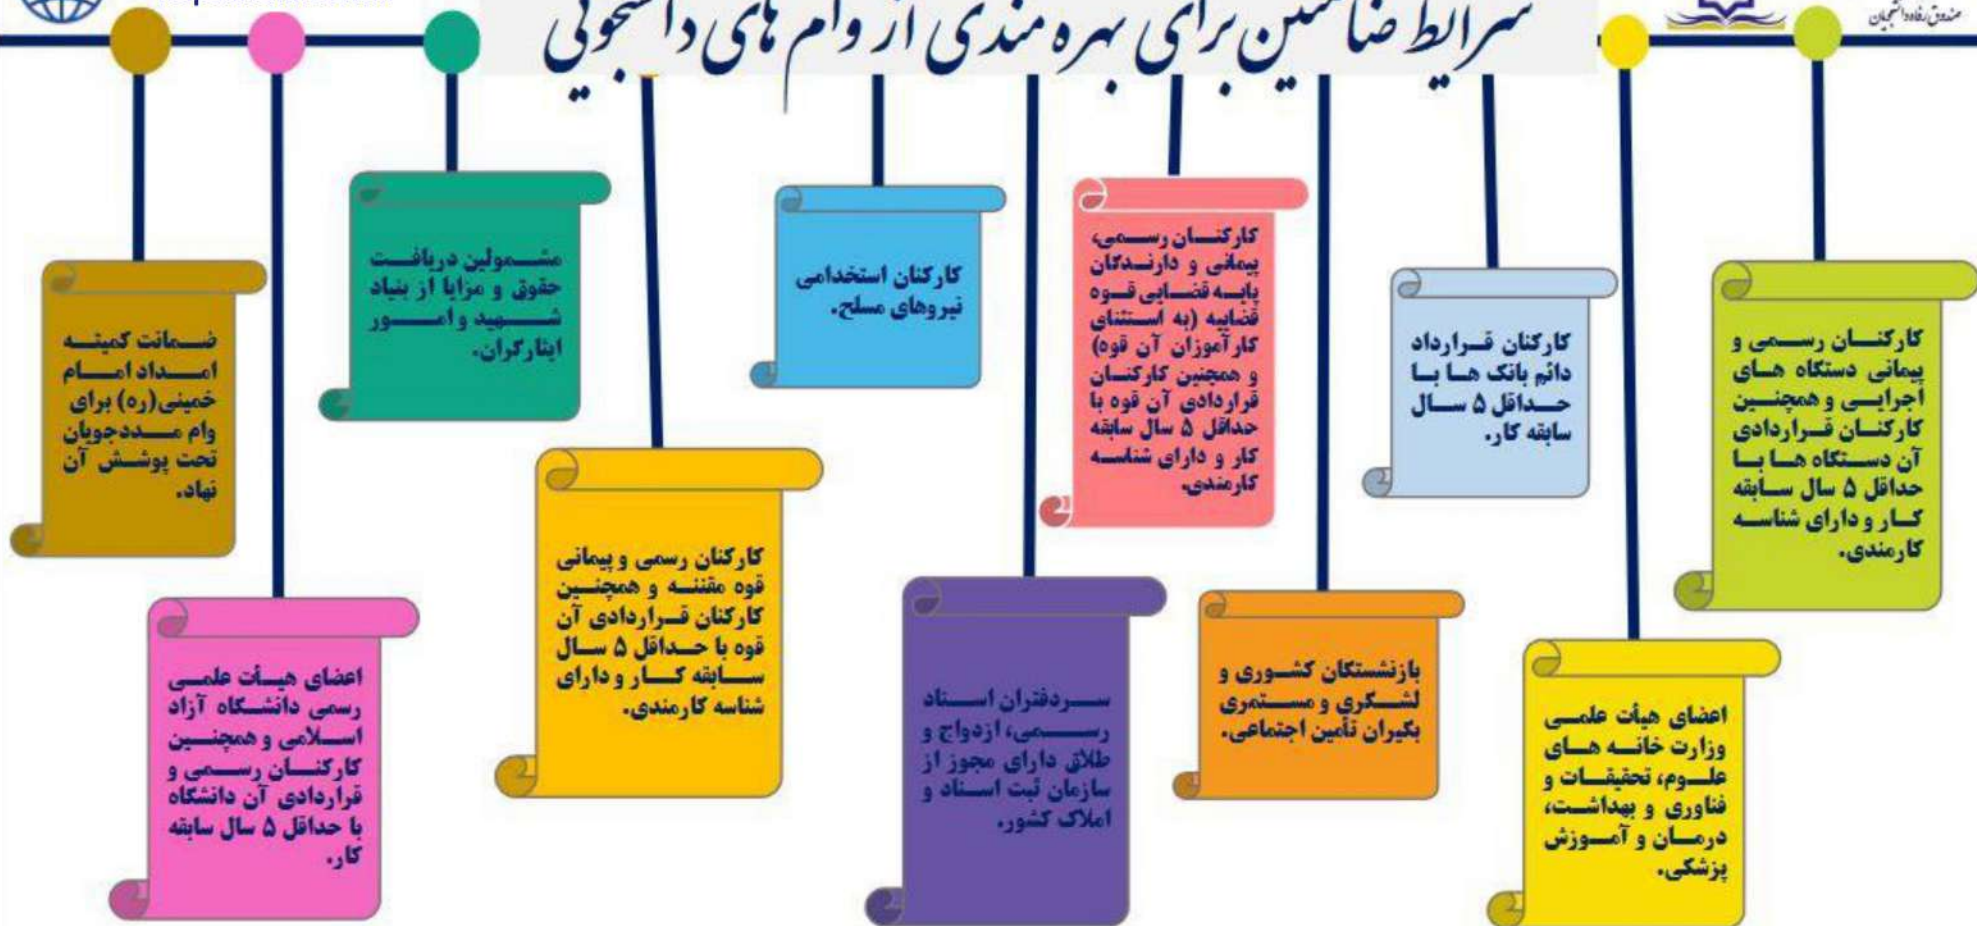 شرایط ضامنین برای بهره مندی از وام های دانشجویی
صندوق رفاه دانشجویان
کارکنان رسمی و
پیمانی دستگاه های
اجرایی و همچنین
کارکنان قراردادی
آن دستگاه ها با
حداقل ۵ سال سابقه
کار و دارای شناسه
کارمندی.
اعضای هیأت علمی
وزارت خانه های
علوم، تحقیقات و
فناوری و بهداشت،
درمان و آموزش
پزشکی.
کارکنان قرارداد
دائم بانک ها با
حداقل ۵ سال
سابقه کار.
بازنشستگان کشوری و
لشگری و مستمری
بگیران تأمین اجتماعی.
کارکنان رسمی،
پیمانی و دارندگان
پایه قضایی قوه
قضاییه (به استثنای
کارآموزان آن قوه)
و همچنین کارکنان
قراردادی آن قوه با
حداقل ۵ سال سابقه
کار و دارای شناسه
کارمندی.
سردفتران اسناد
رسمی، ازدواج و
طلاق دارای مجوز از
سازمان ثبت اسناد و
املاک کشور.
کارکنان استخدامی
نیروهای مسلح.
کارکنان رسمی و پیمانی
قوه مقننه و همچنین
کارکنان قراردادی آن
قوه با حداقل ۵ سال
سابقه کار و دارای
شناسه کارمندی.
مشمولین دریافت
حقوق و مزایا از بنیاد
شهید و امور
ایثارگران.
اعضای هیأت علمی
رسمی دانشگاه آزاد
اسلامی و همچنین
کارکنان رسمی و
قراردادی آن دانشگاه
با حداقل ۵ سال سابقه
کار.
ضمانت کمیته
امداد امام
خمینی(ره) برای
وام مددجویان
تحت پوشش آن
نهاد.